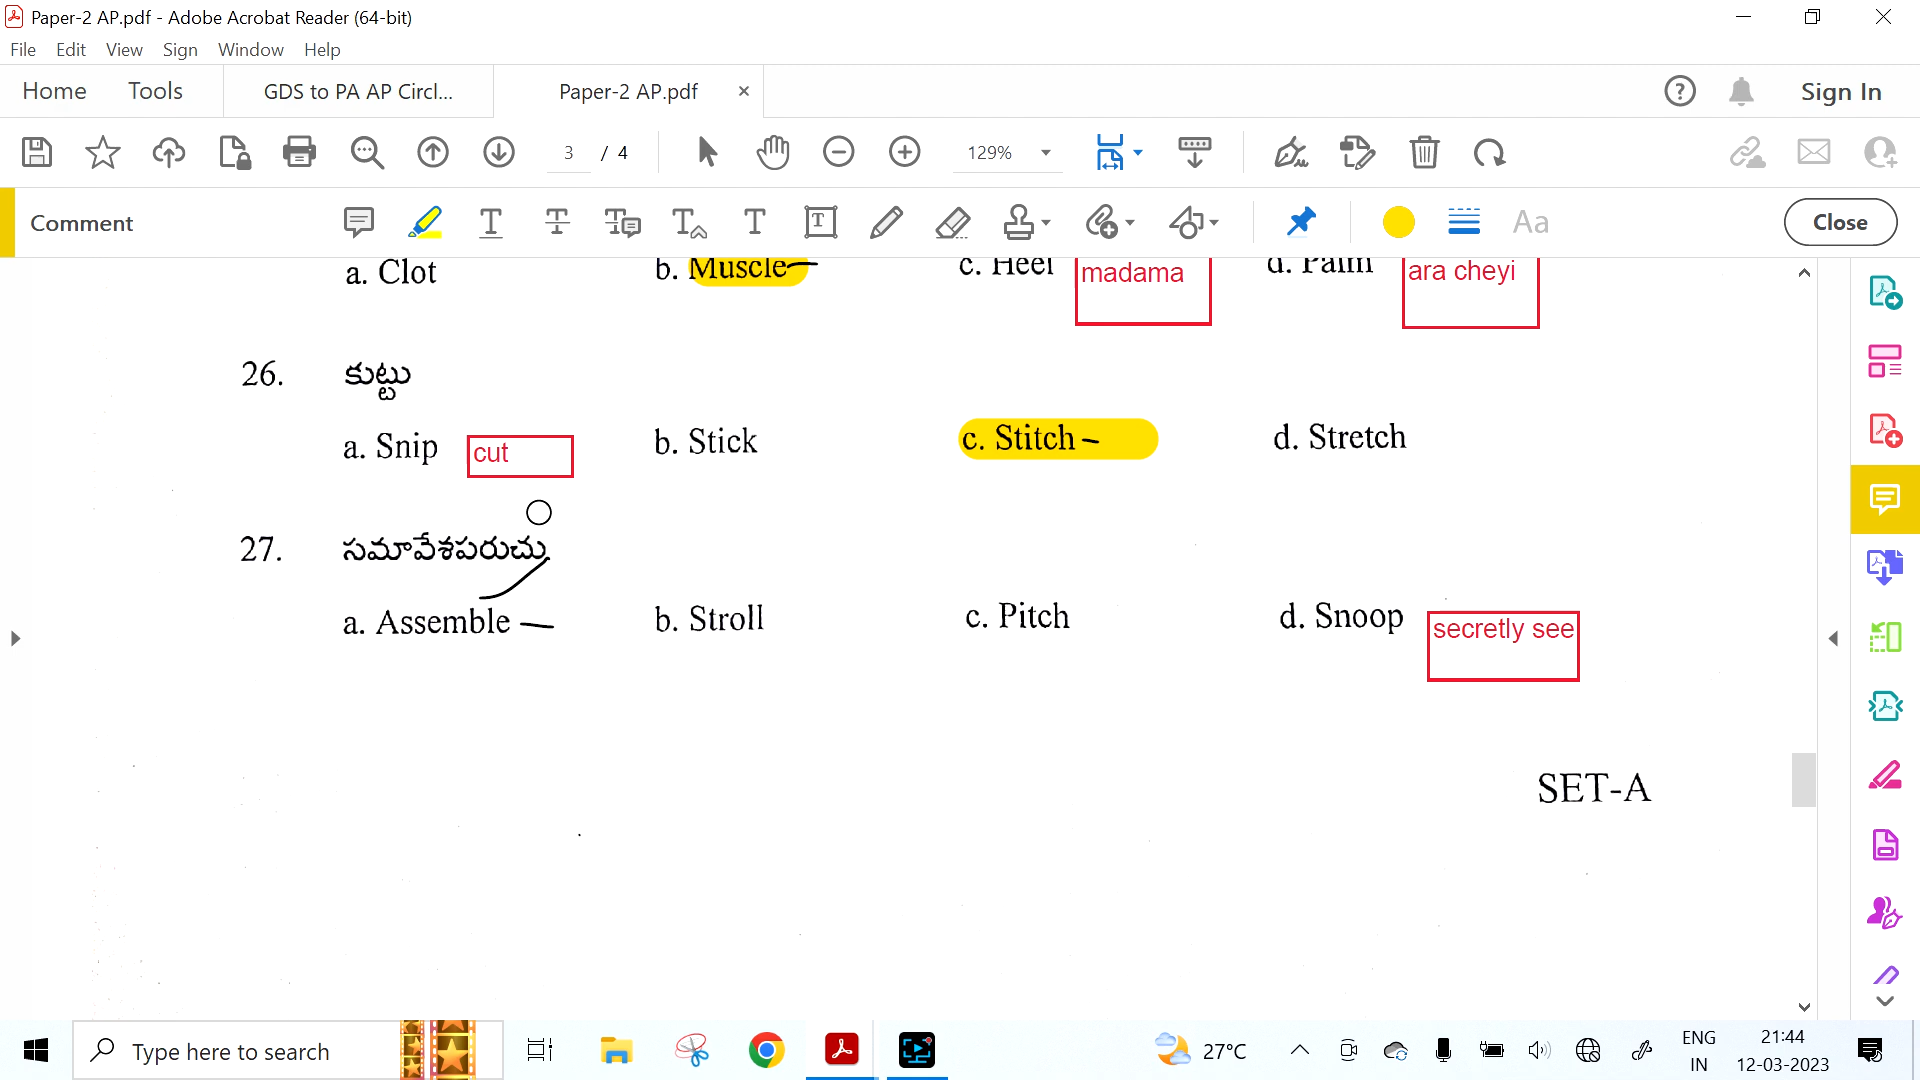 Paper-2 AP.pdf - Adobe Acrobat Reader (64-bit)
File Edit View Sign Window Help
Home Tools GDS to PA AP Circl... Paper-2 AP.pdf × Sign In
3 / 4 129%
Comment Close
a. Clot b. Muscle c. Heel madama d. Palm ara cheyi
26. కుట్టు
a. Snip cut b. Stick c. Stitch d. Stretch
27. సమావేశపరుచు
a. Assemble b. Stroll c. Pitch d. Snoop secretly see
SET-A
Type here to search 27°C ENG 21:44
IN 12-03-2023